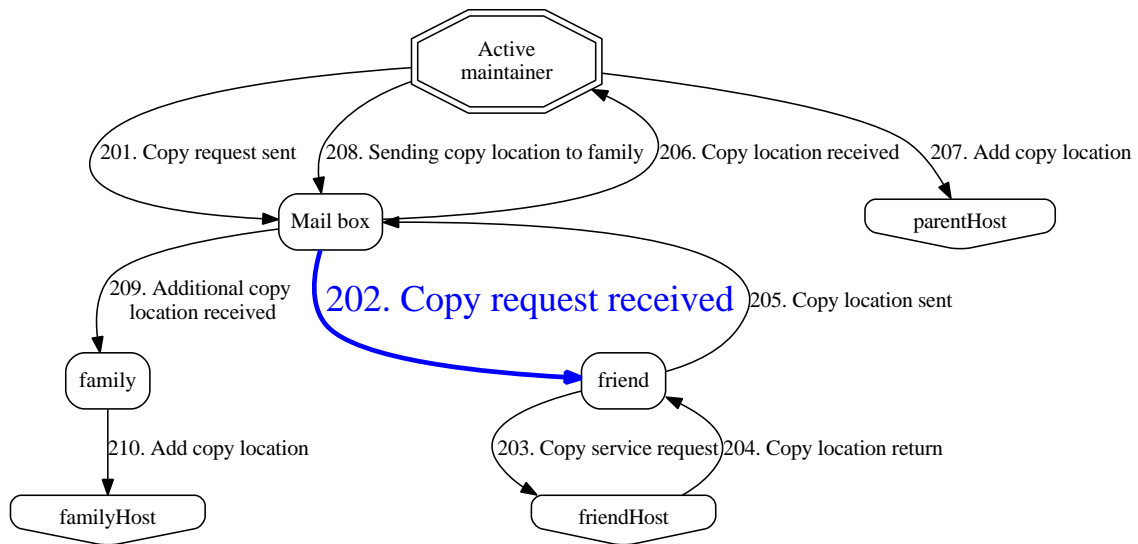 Active
maintainer
201. Copy request sent
208. Sending copy location to family
206. Copy location received
207. Add copy location
Mail box
parentHost
209. Additional copy
location received
202. Copy request received
205. Copy location sent
family
friend
210. Add copy location
203. Copy service request
204. Copy location return
familyHost
friendHost